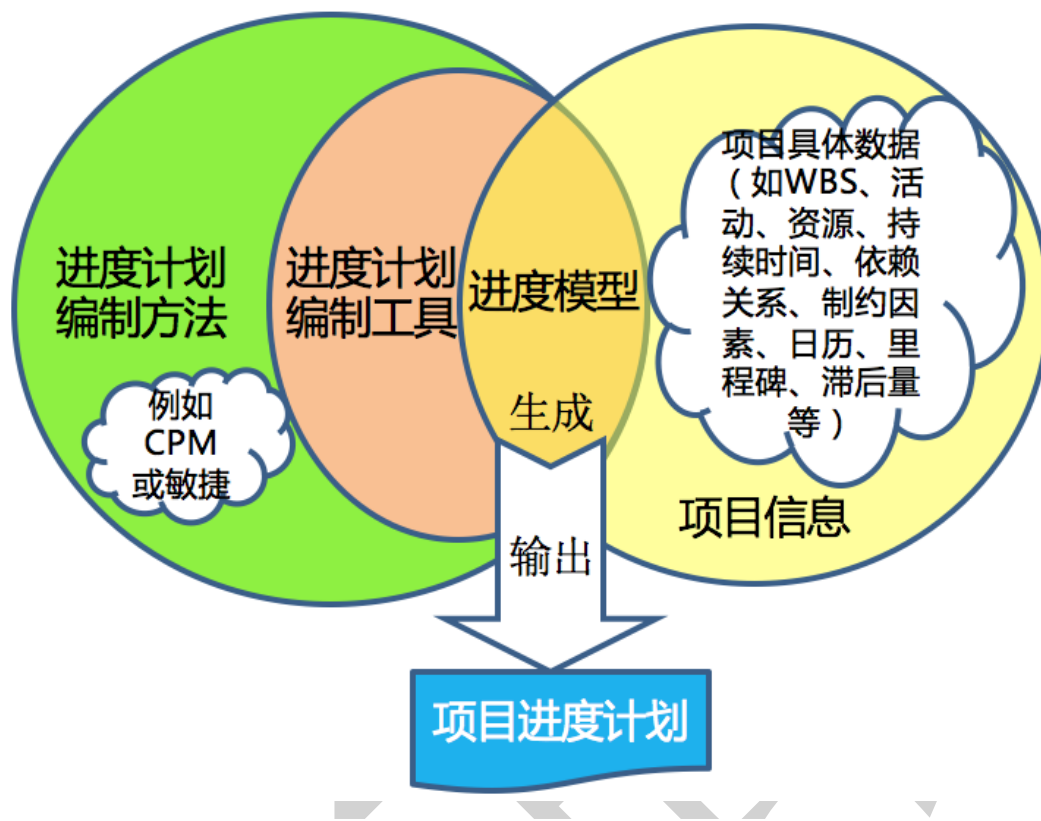 进度计划
编制方法
例如
CPM
或敏捷
进度计划
编制工具
进度模型
生成
输出
项目具体数据
（如WBS、活
动、资源、持
续时间、依赖
关系、制约因
素、日历、里
程碑、滞后量
等）
项目信息
项目进度计划